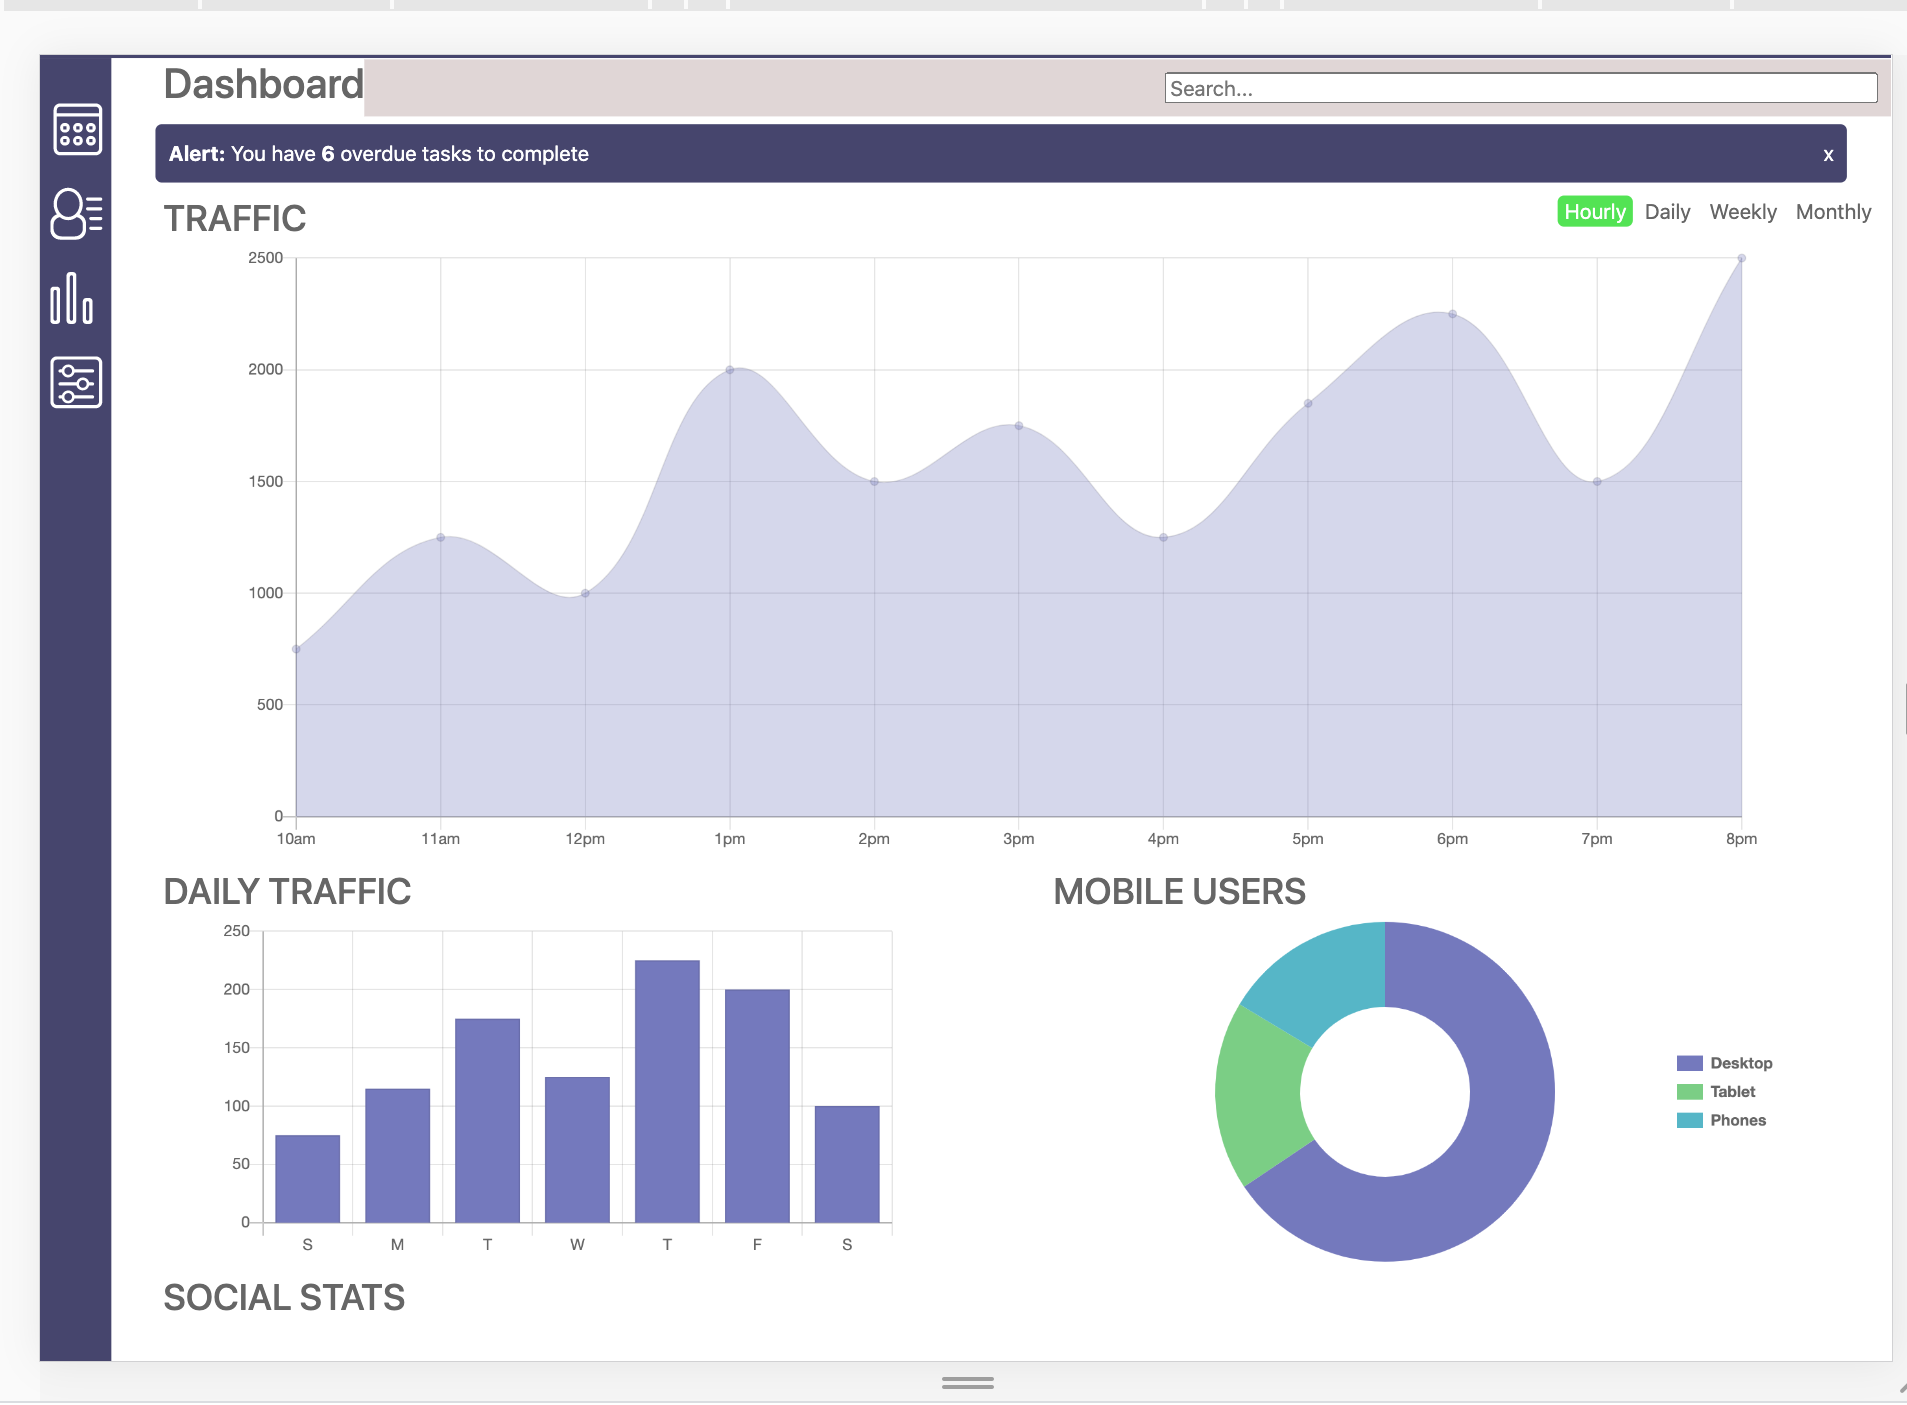 Dashboard
Search...
Alert: You have 6 overdue tasks to complete
x
TRAFFIC
Hourly Daily Weekly Monthly
2500
2000
1500
1000
500
0
10am 11am 12pm 1pm 2pm 3pm 4pm 5pm 6pm 7pm 8pm
DAILY TRAFFIC
250
200
150
100
50
0
S M T W T F S
MOBILE USERS
Desktop
Tablet
Phones
SOCIAL STATS